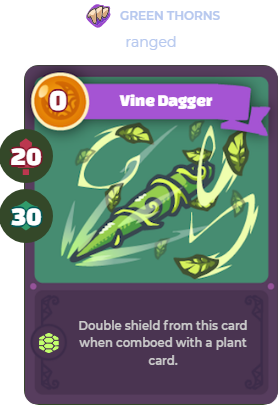 GREEN THORNS
ranged
0
Vine Dagger
20
30
Double shield from this card
when comboed with a plant
card.